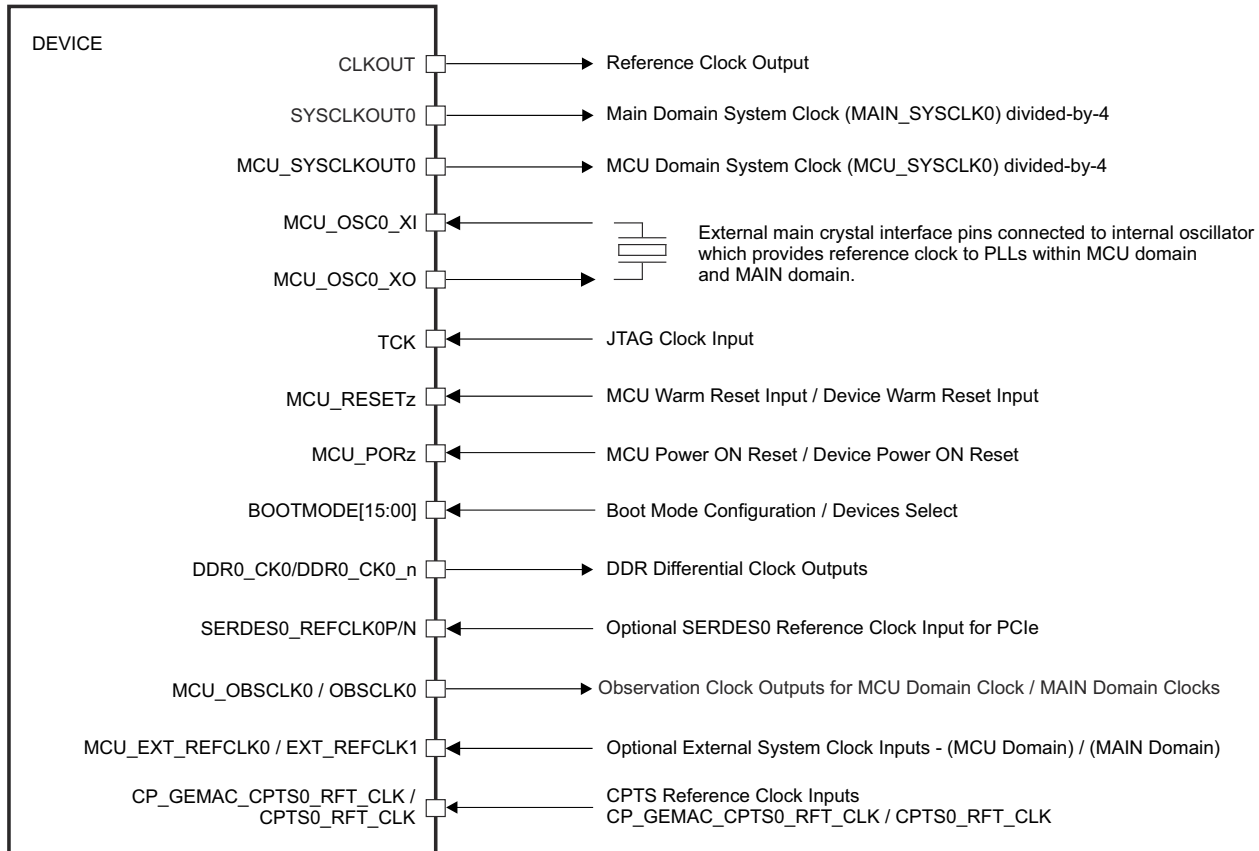 DEVICE
CLKOUT Reference Clock Output
SYSCLKOUT0 Main Domain System Clock (MAIN_SYSCLK0) divided-by-4
MCU_SYSCLKOUT0 MCU Domain System Clock (MCU_SYSCLK0) divided-by-4
MCU_OSC0_XI
MCU_OSC0_XO
External main crystal interface pins connected to internal oscillator
which provides reference clock to PLLs within MCU domain
and MAIN domain.
TCK JTAG Clock Input
MCU_RESETz MCU Warm Reset Input / Device Warm Reset Input
MCU_PORz MCU Power ON Reset / Device Power ON Reset
BOOTMODE[15:00] Boot Mode Configuration / Devices Select
DDR0_CK0/DDR0_CK0_n DDR Differential Clock Outputs
SERDES0_REFCLK0P/N Optional SERDES0 Reference Clock Input for PCIe
MCU_OBSCLK0 / OBSCLK0 Observation Clock Outputs for MCU Domain Clock / MAIN Domain Clocks
MCU_EXT_REFCLK0 / EXT_REFCLK1 Optional External System Clock Inputs - (MCU Domain) / (MAIN Domain)
CP_GEMAC_CPTS0_RFT_CLK /
CPTS0_RFT_CLK
CPTS Reference Clock Inputs
CP_GEMAC_CPTS0_RFT_CLK / CPTS0_RFT_CLK